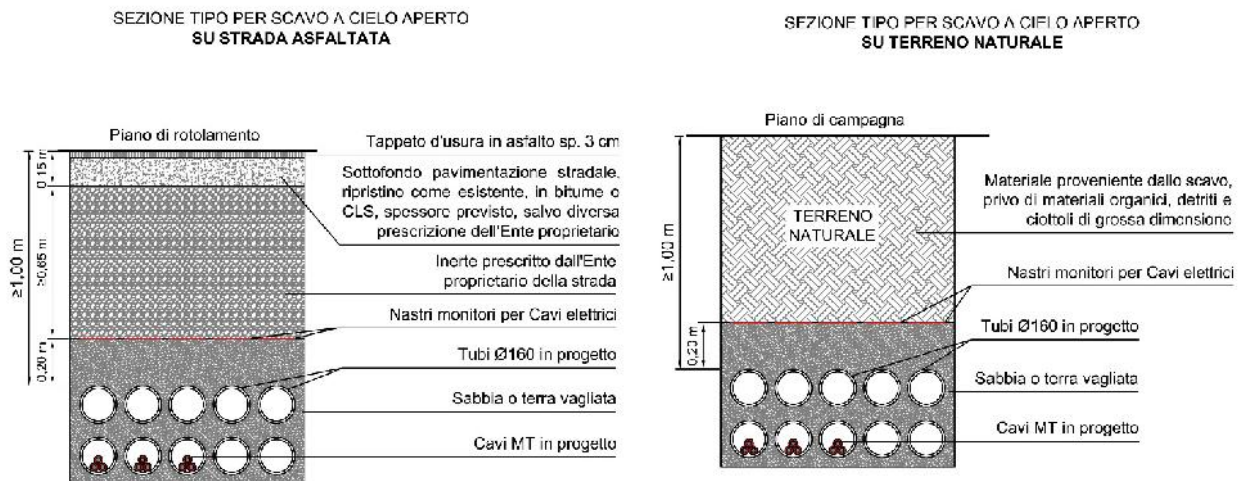 SEZIONE TIPO PER SCAVO A CIELO APERTO
SU STRADA ASFALTATA
Piano di rotolamento
Tappeto d'usura in asfalto sp. 3 cm
Sottofondo pavimentazione stradale,
ripristino come esistente, in bitume o
CLS, spessore previsto, salvo diversa
prescrizione dell'Ente proprietario
Inerte prescritto dall'Ente
proprietario della strada
Nastri monitori per Cavi elettrici
Tubi Ø160 in progetto
Sabbia o terra vagliata
Cavi MT in progetto
≥1,00 m
0,15 m
≥0,65 m
0,20 m
SEZIONE TIPO PER SCAVO A CIELO APERTO
SU TERRENO NATURALE
Piano di campagna
TERRENO
NATURALE
Materiale proveniente dallo scavo,
privo di materiali organici, detriti e
ciottoli di grossa dimensione
Nastri monitori per Cavi elettrici
Tubi Ø160 in progetto
Sabbia o terra vagliata
Cavi MT in progetto
≥1,00 m
0,20 m